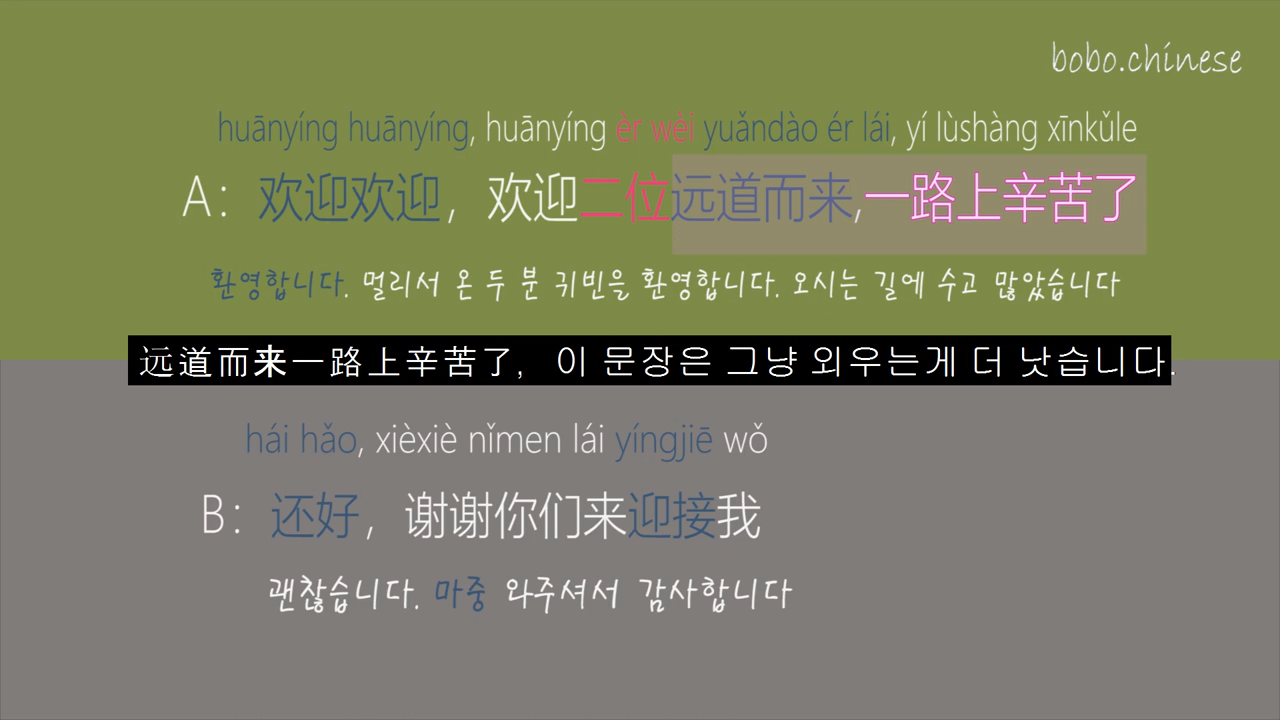 bobo.chinese
huānyíng huānyíng, huānyíng èr wèi yuǎndào ér lái, yí lùshàng xīnkǔle
A: 欢迎欢迎，欢迎二位远道而来,一路上辛苦了
환영합니다. 멀리서 온 두 분 귀빈을 환영합니다. 오시는 길에 수고 많았습니다
远道而来一路上辛苦了, 이 문장은 그냥 외우는게 더 낫습니다.
hái hǎo, xièxiè nǐmen lái yíngjiē wǒ
B: 还好，谢谢你们来迎接我
괜찮습니다. 마중 와주셔서 감사합니다